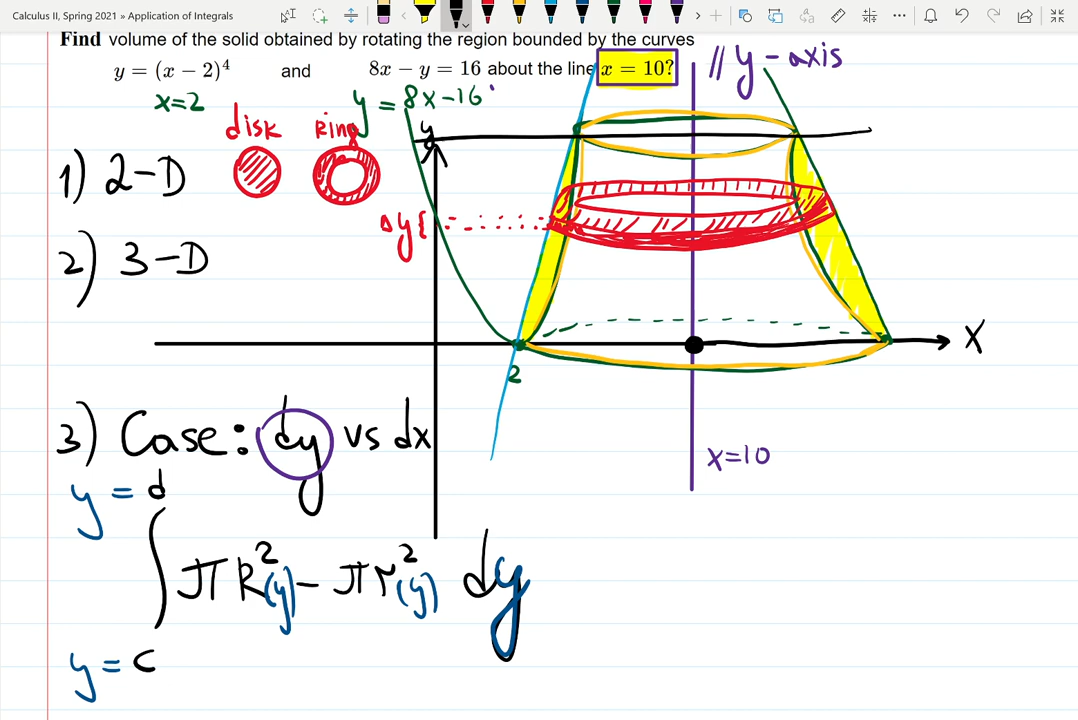 Calculus II, Spring 2021 » Application of Integrals
Find volume of the solid obtained by rotating the region bounded by the curves
y = (x − 2)⁴ and 8x − y = 16 about the line x = 10? // y-axis
x=2 y = 8x-16
disk Ring
y
1) 2-D
Δy{
2) 3-D
X
2
3) Case: dy vs dx
x=10
y = d
∫ πR²(y) - πr²(y) dy
y = c